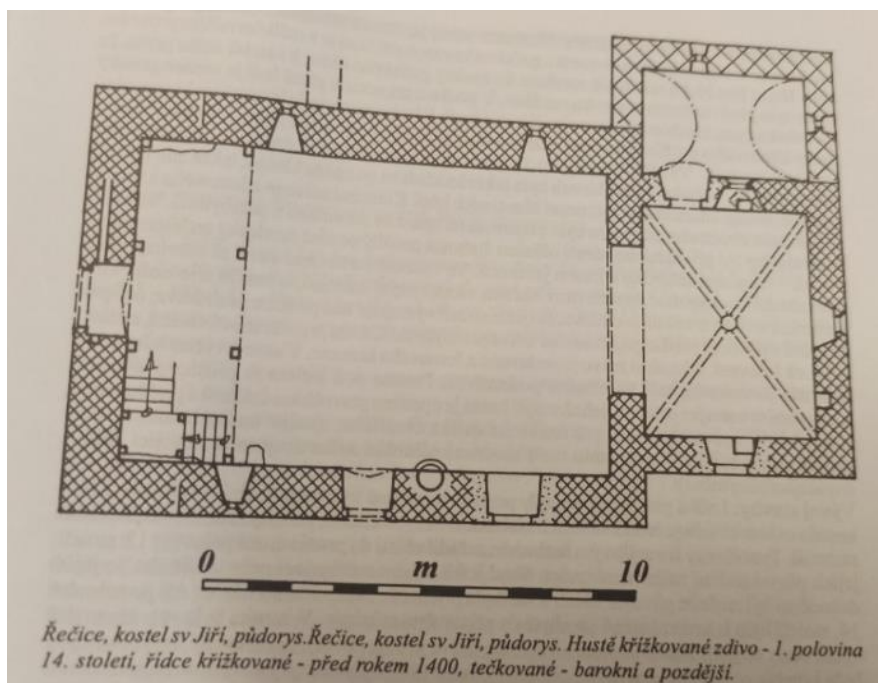 0 m 10
Řečice, kostel sv Jiří, půdorys.Řečice, kostel sv Jiří, půdorys. Hustě křížkované zdivo - 1. polovina
14. století, řídce křížkované - před rokem 1400, tečkované - barokní a pozdější.